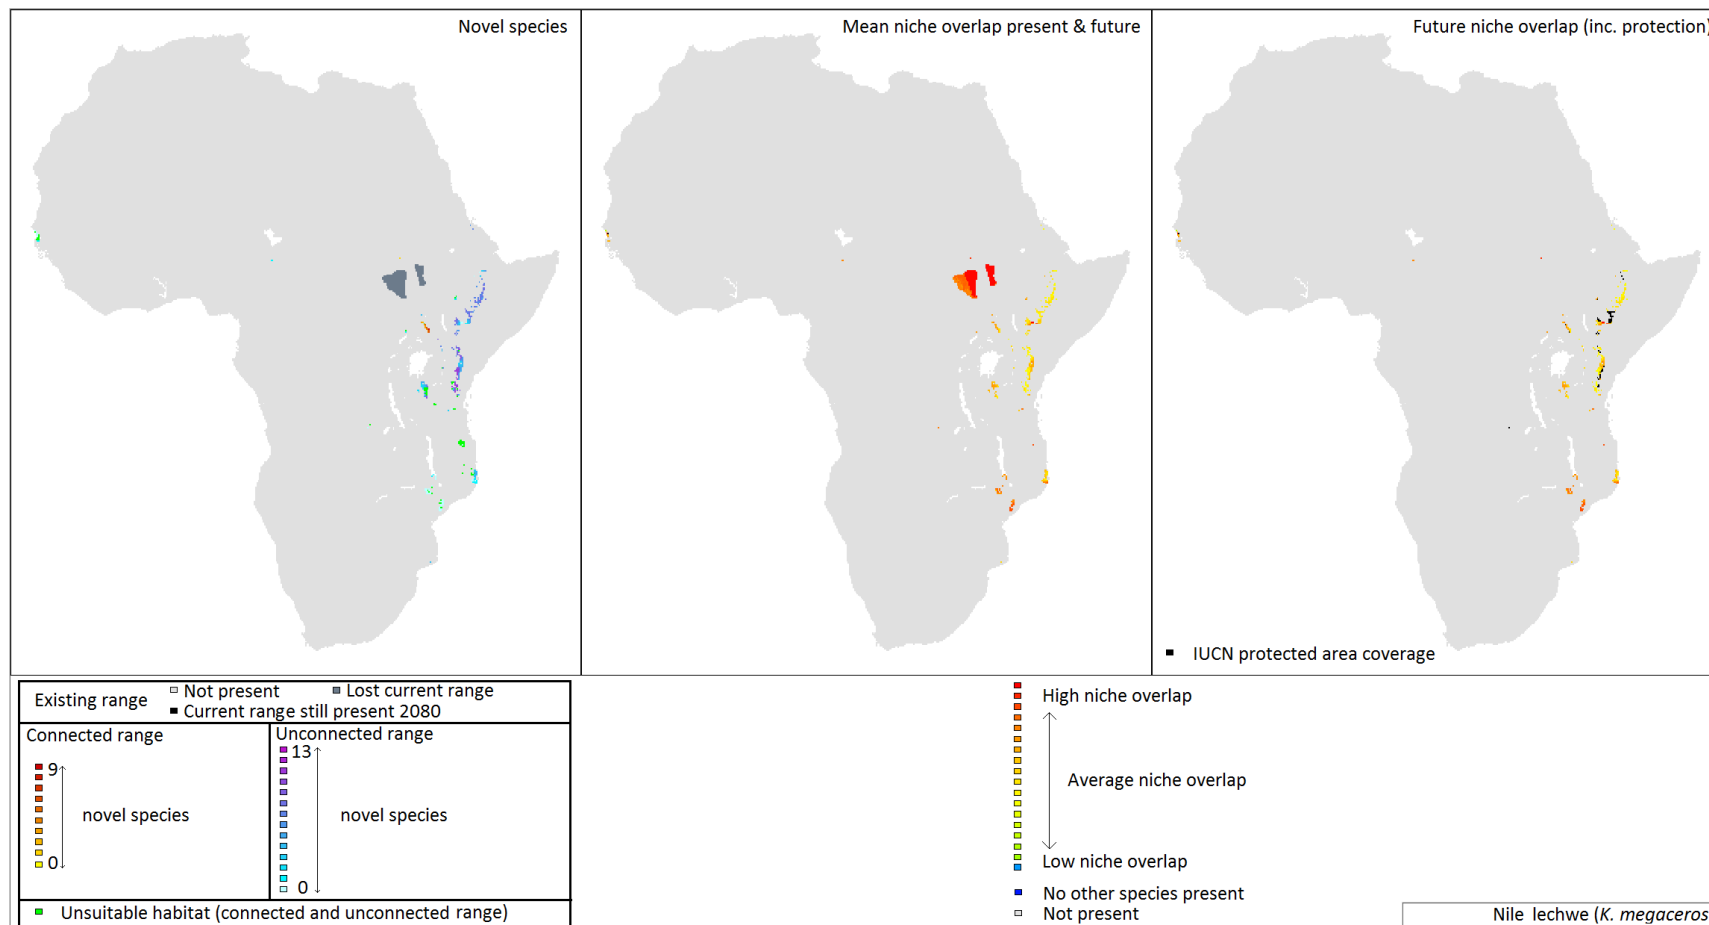 Novel species
Mean niche overlap present & future
Future niche overlap (inc. protection)
IUCN protected area coverage
Existing range
Not present
Lost current range
Current range still present 2080
Connected range
9
novel species
0
Unconnected range
13
novel species
0
Unsuitable habitat (connected and unconnected range)
High niche overlap
Average niche overlap
Low niche overlap
No other species present
Not present
Nile lechwe (K. megaceros